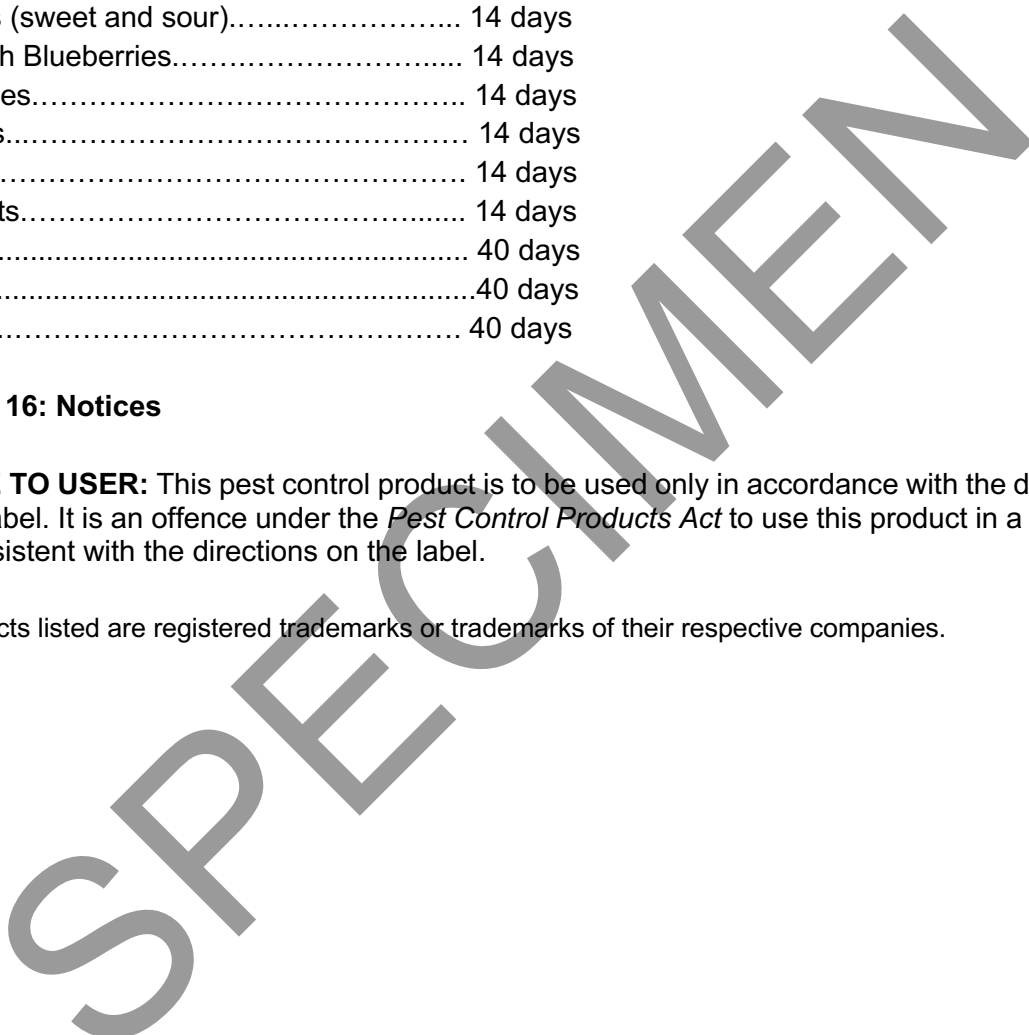 s (sweet and sour)….…...………………... 14 days
h Blueberries.…….………………...... 14 days
es.…………………………………….. 14 days
s...…………………………………… 14 days
.………………………………………. 14 days
ts.………………………………....... 14 days
............................................................. 40 days
.............................................................40 days
.………………………………………. 40 days
16: Notices
TO USER: This pest control product is to be used only in accordance with the d
bel. It is an offence under the Pest Control Products Act to use this product in a
sistent with the directions on the label.
cts listed are registered trademarks or trademarks of their respective companies.
SPECIMEN